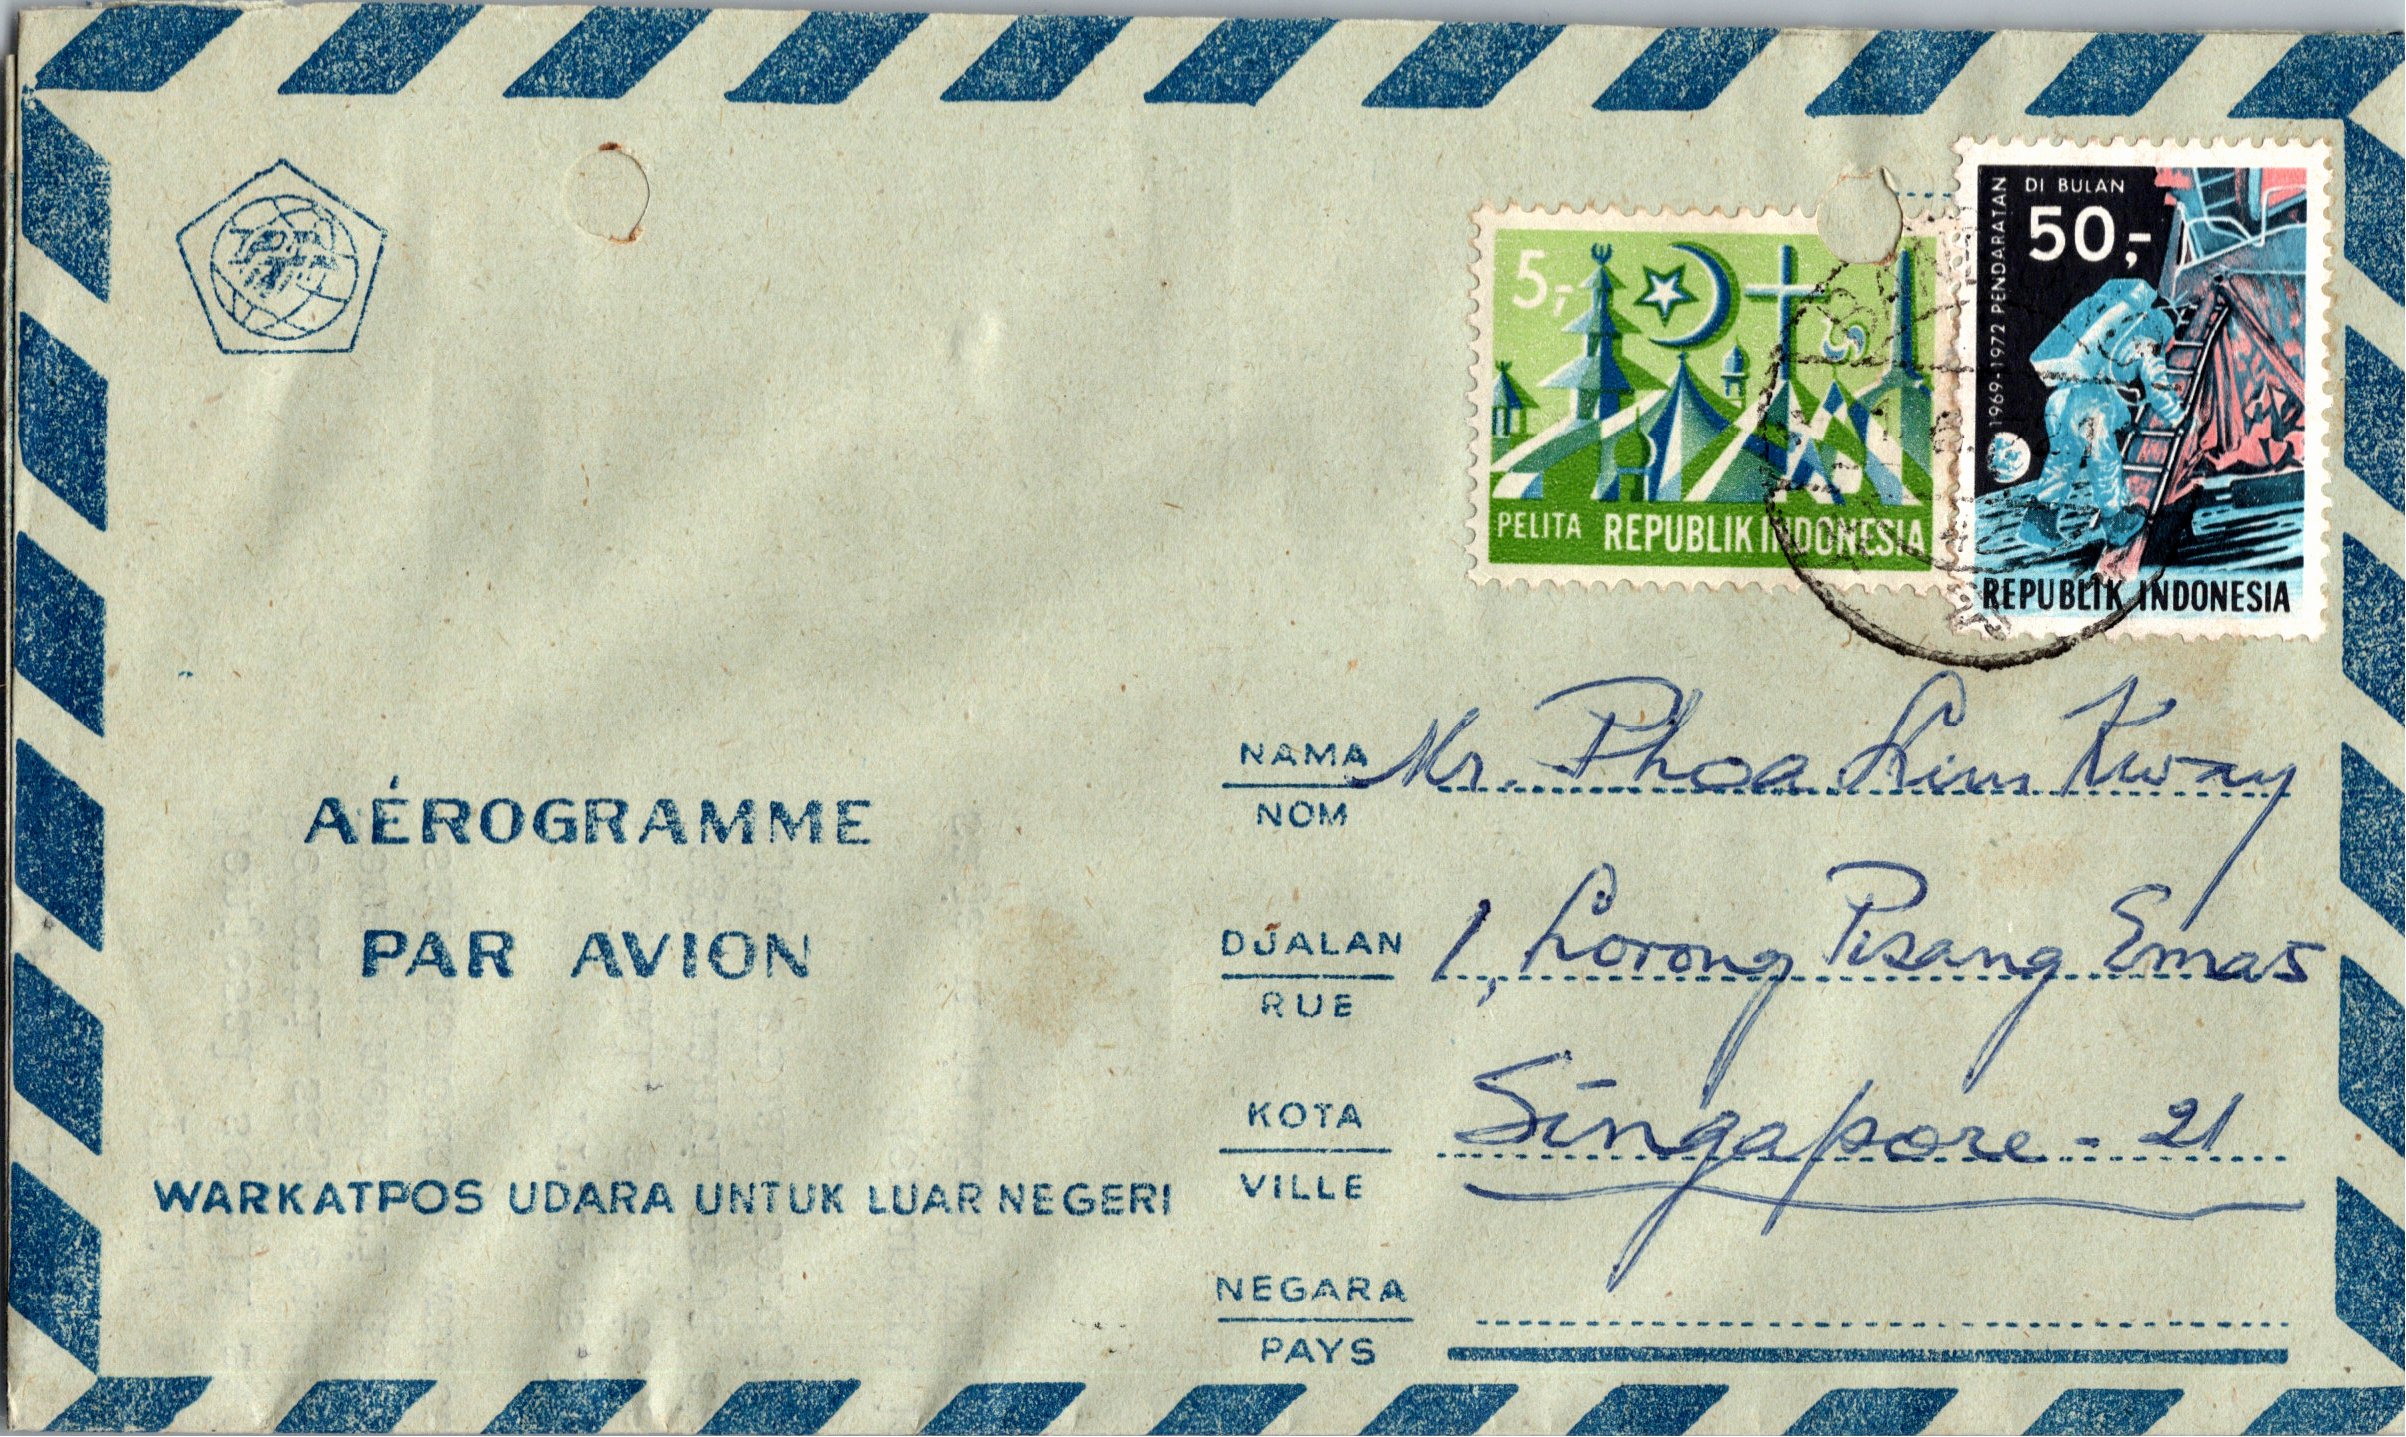 DI BULAN
50,-
1969-1972 PENDARATAN
REPUBLIK INDONESIA
5,-
PELITA REPUBLIK INDONESIA
AÉROGRAMME
PAR AVION
WARKATPOS UDARA UNTUK LUAR NEGERI
NAMA Mr. Phoa Lim Kway
NOM
DJALAN 1, Lorong Pisang Emas
RUE
KOTA Singapore - 21
VILLE
NEGARA
PAYS